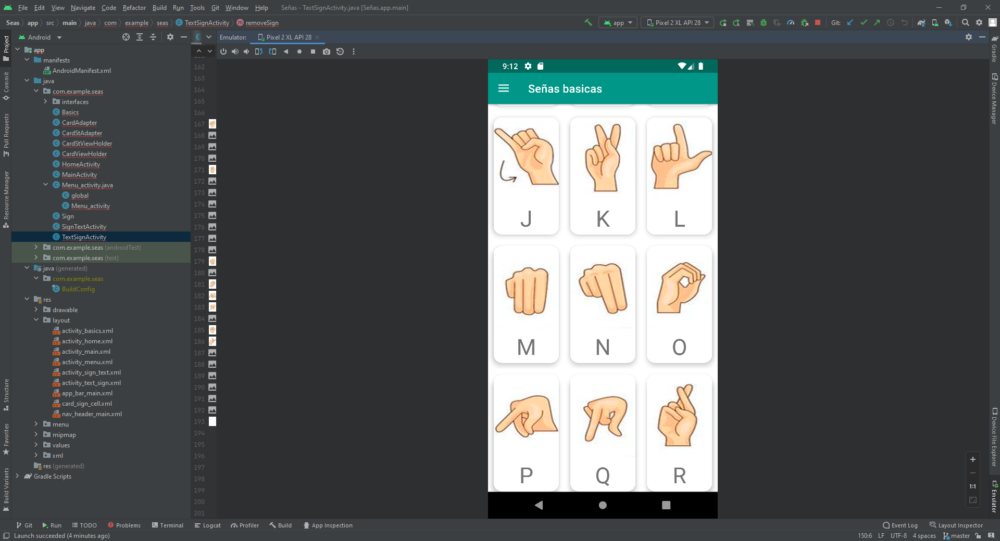 File Edit View Navigate Code Refactor Build Run Tools Git Window Help Señas - TextSignActivity.java [Señas.app.main]
Seas app src main java com example seas TextSignActivity removeSign app Pixel 2 XL API 28 Git:
Project
Android
Emulator: Pixel 2 XL API 28
app
manifests
AndroidManifest.xml
java
com.example.seas
interfaces
Basics
CardAdapter
CardStAdapter
CardStViewHolder
CardViewHolder
HomeActivity
MainActivity
Menu_activity.java
global
Menu_activity
Sign
SignTextActivity
TextSignActivity
com.example.seas (androidTest)
com.example.seas (test)
java (generated)
com.example.seas
BuildConfig
res
drawable
layout
activity_basics.xml
activity_home.xml
activity_main.xml
activity_menu.xml
activity_sign_text.xml
activity_text_sign.xml
app_bar_main.xml
card_sign_cell.xml
nav_header_main.xml
menu
mipmap
values
xml
res (generated)
Gradle Scripts
Commit
Pull Requests
Resource Manager
Structure
Favorites
Build Variants
162
163
164
165
166
167
168
169
170
171
172
173
174
175
176
177
178
179
180
181
182
183
184
185
186
187
188
189
190
191
192
193
194
195
196
197
198
199
200
201
9:12
Señas basicas
J K L
M N O
P Q R
1:1
Gradle
Device Manager
Device File Explorer
Emulator
Git Run TODO Problems Terminal Logcat Profiler Build App Inspection Event Log Layout Inspector
Launch succeeded (4 minutes ago) 150:6 LF UTF-8 4 spaces master